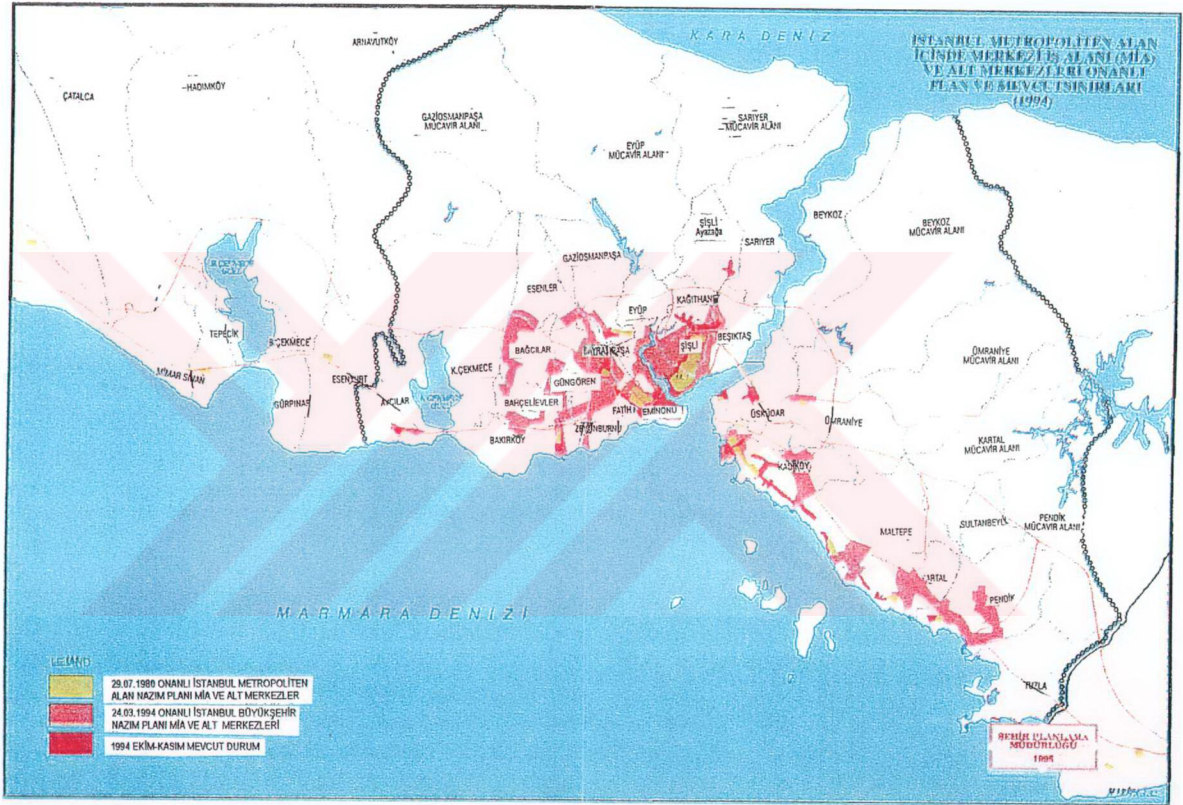 KARA DENİZ
İSTANBUL METROPOLİTEN ALAN
İÇİNDE MERKEZİ İŞ ALANI (MİA)
VE ALT MERKEZLERİ ONANLI
PLAN VE MEVCUT SINIRLARI
(1994)
ARNAVUTKÖY
HADIMKÖY
ÇATALCA
GAZİOSMANPAŞA
MÜCAVİR ALANI
EYÜP
MÜCAVİR ALANI
SARIYER
MÜCAVİR ALANI
BEYKOZ
BEYKOZ
MÜCAVİR ALANI
ŞİŞLİ
Ayazağa
SARIYER
GAZİOSMANPAŞA
ESENLER
EYÜP
KAĞITHANE
BEŞİKTAŞ
ŞİŞLİ
TEPECİK
B.ÇEKMECE
MİMAR SİNAN
GÜRPINAR
ESENYURT
AVCILAR
K.ÇEKMECE
BAĞCILAR
GÜNGÖREN
BAHÇELİEVLER
BAKIRKÖY
FATİH
EMİNÖNÜ
ZEYTİNBURNU
ÜSKÜDAR
ÜMRANİYE
ÜMRANİYE
MÜCAVİR ALANI
KADIKÖY
KARTAL
MÜCAVİR ALANI
MALTEPE
SULTANBEYLİ
PENDİK
MÜCAVİR ALANI
KARTAL
PENDİK
TUZLA
MARMARA DENİZİ
LEJAND
29.07.1980 ONANLI İSTANBUL METROPOLİTEN
ALAN NAZIM PLANI MİA VE ALT MERKEZLER
24.03.1994 ONANLI İSTANBUL BÜYÜKŞEHİR
NAZIM PLANI MİA VE ALT MERKEZLERİ
1994 EKİM-KASIM MEVCUT DURUM
ŞEHİR PLANLAMA
MÜDÜRLÜĞÜ
1995